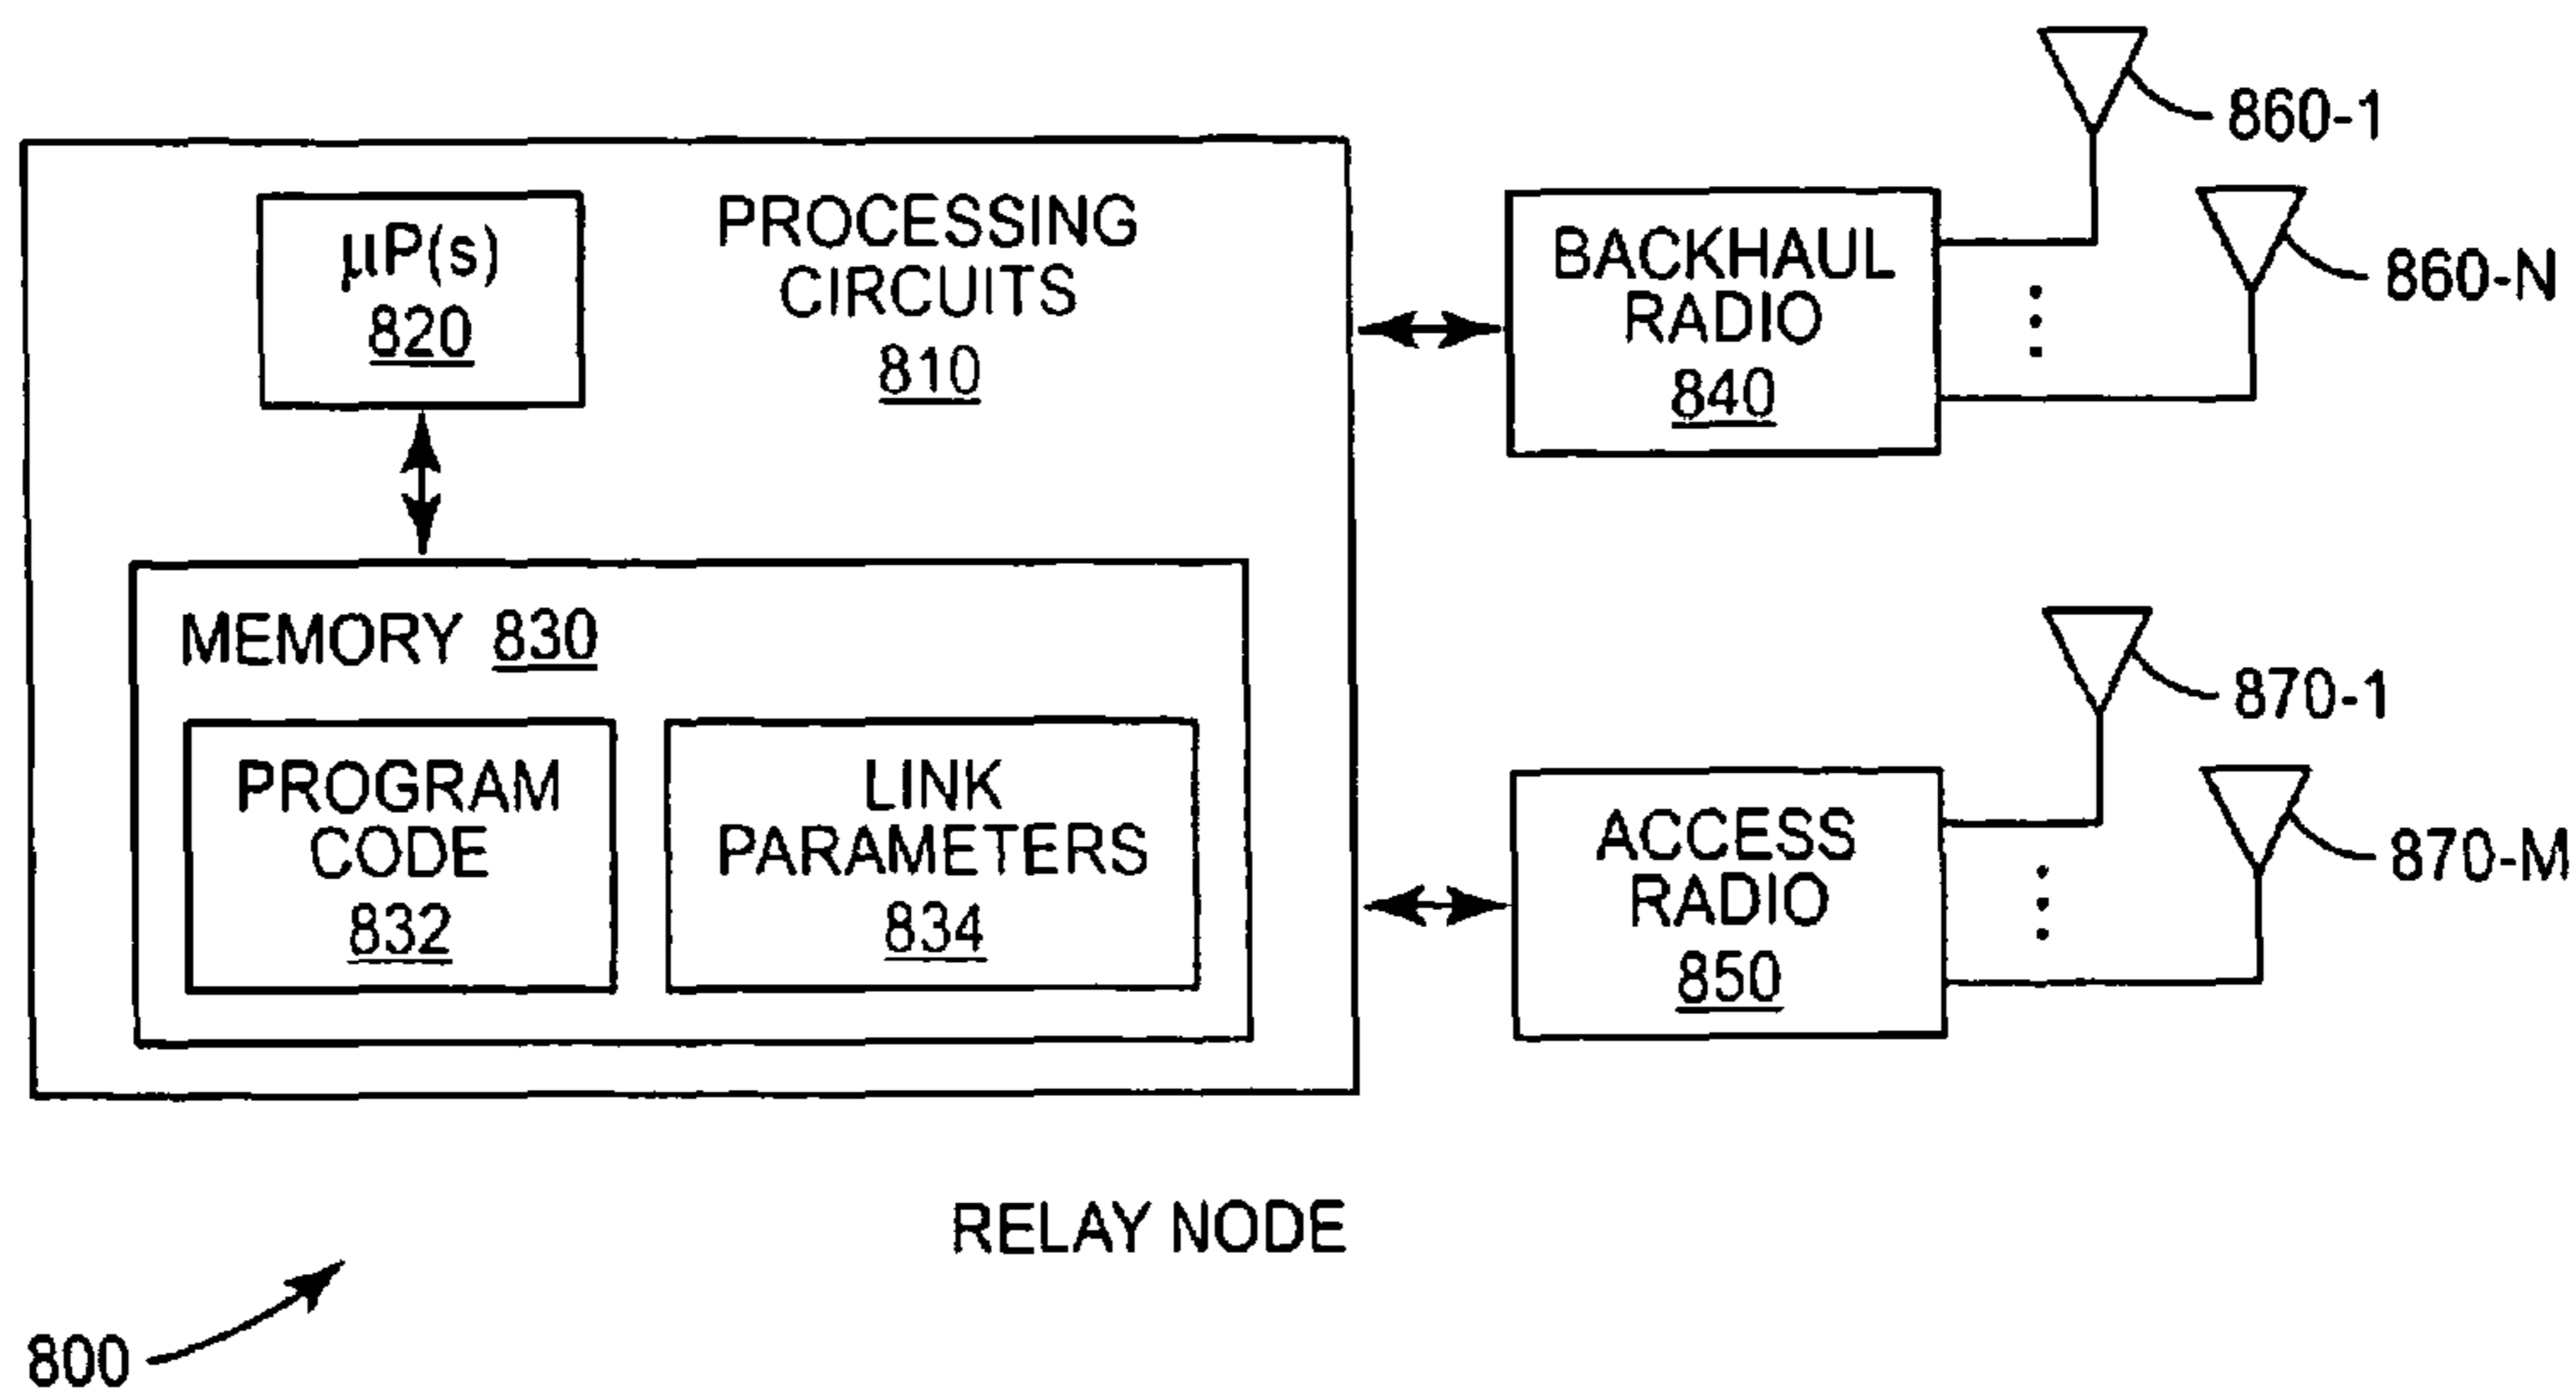 μP(s)
820
PROCESSING
CIRCUITS
810
MEMORY 830
PROGRAM
CODE
832
LINK
PARAMETERS
834
BACKHAUL
RADIO
840
860-1
860-N
ACCESS
RADIO
850
870-1
870-M
RELAY NODE
800